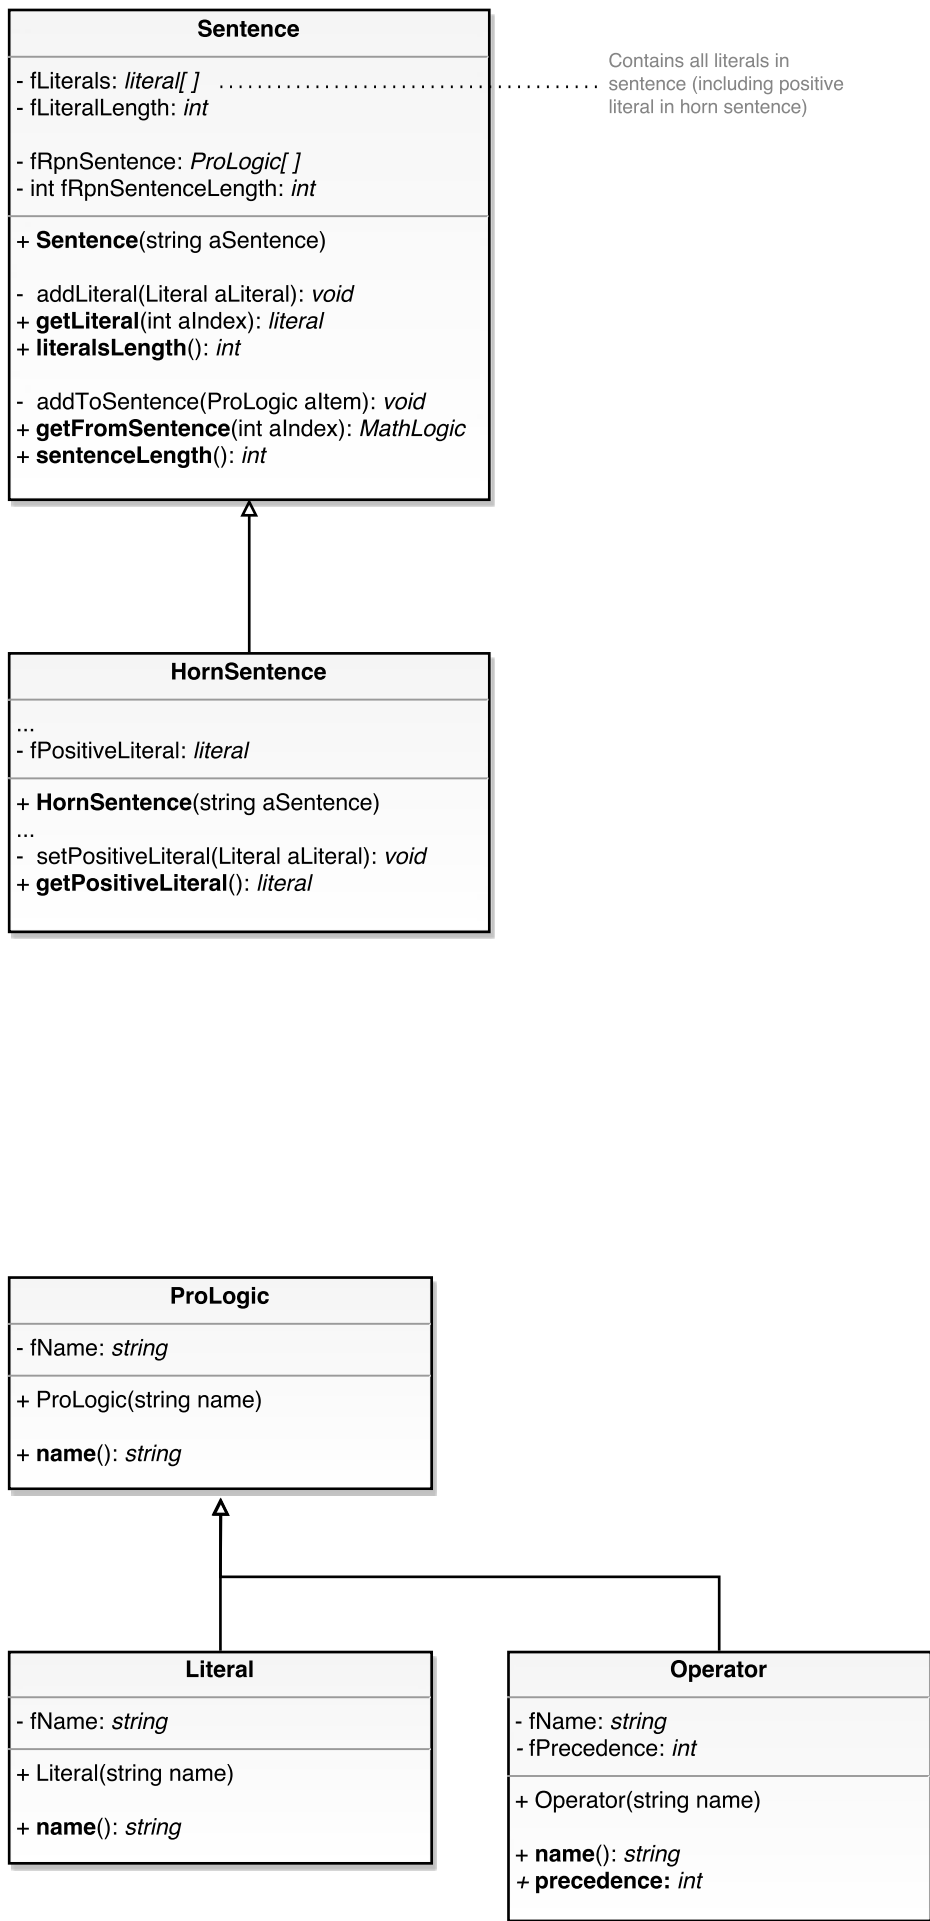 Sentence
- fLiterals: literal[ ]
Contains all literals in
sentence (including positive
literal in horn sentence)
- fLiteralLength: int
- fRpnSentence: ProLogic[ ]
- int fRpnSentenceLength: int
+ Sentence(string aSentence)
- addLiteral(Literal aLiteral): void
+ getLiteral(int aIndex): literal
+ literalsLength(): int
- addToSentence(ProLogic aItem): void
+ getFromSentence(int aIndex): MathLogic
+ sentenceLength(): int
HornSentence
...
- fPositiveLiteral: literal
+ HornSentence(string aSentence)
...
- setPositiveLiteral(Literal aLiteral): void
+ getPositiveLiteral(): literal
ProLogic
- fName: string
+ ProLogic(string name)
+ name(): string
Literal
- fName: string
+ Literal(string name)
+ name(): string
Operator
- fName: string
- fPrecedence: int
+ Operator(string name)
+ name(): string
+ precedence: int